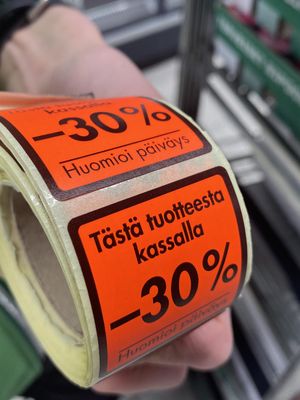 kassalla
–30%
Huomioi päiväys
Tästä tuotteesta
kassalla
–30%
Huomioi päiväys